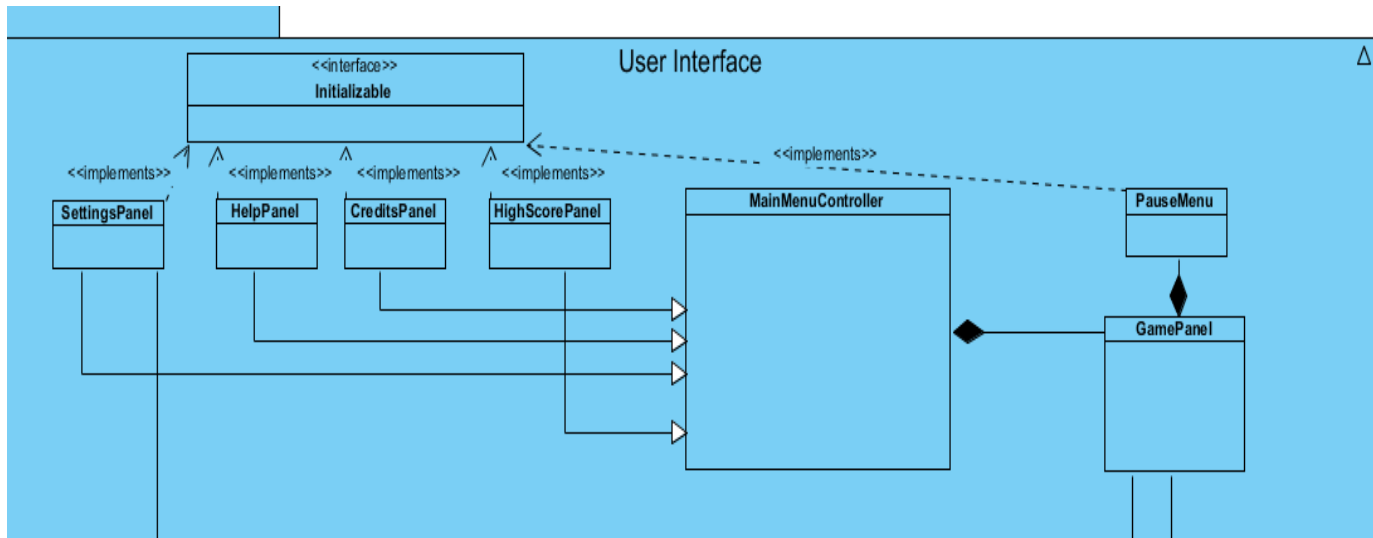 User Interface
<<interface>>
Initializable
<<implements>>
<<implements>>
<<implements>>
<<implements>>
<<implements>>
SettingsPanel
HelpPanel
CreditsPanel
HighScorePanel
MainMenuController
PauseMenu
GamePanel